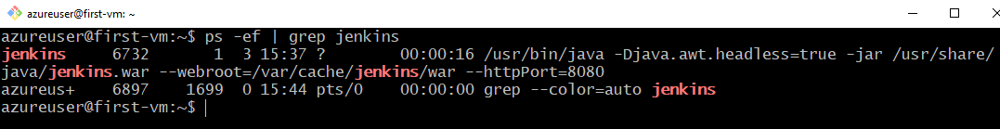 azureuser@first-vm: ~
azureuser@first-vm:~$ ps -ef | grep jenkins
jenkins     6732       1  3 15:37 ?        00:00:16 /usr/bin/java -Djava.awt.headless=true -jar /usr/share/
java/jenkins.war --webroot=/var/cache/jenkins/war --httpPort=8080
azureus+    6897    1699  0 15:44 pts/0    00:00:00 grep --color=auto jenkins
azureuser@first-vm:~$